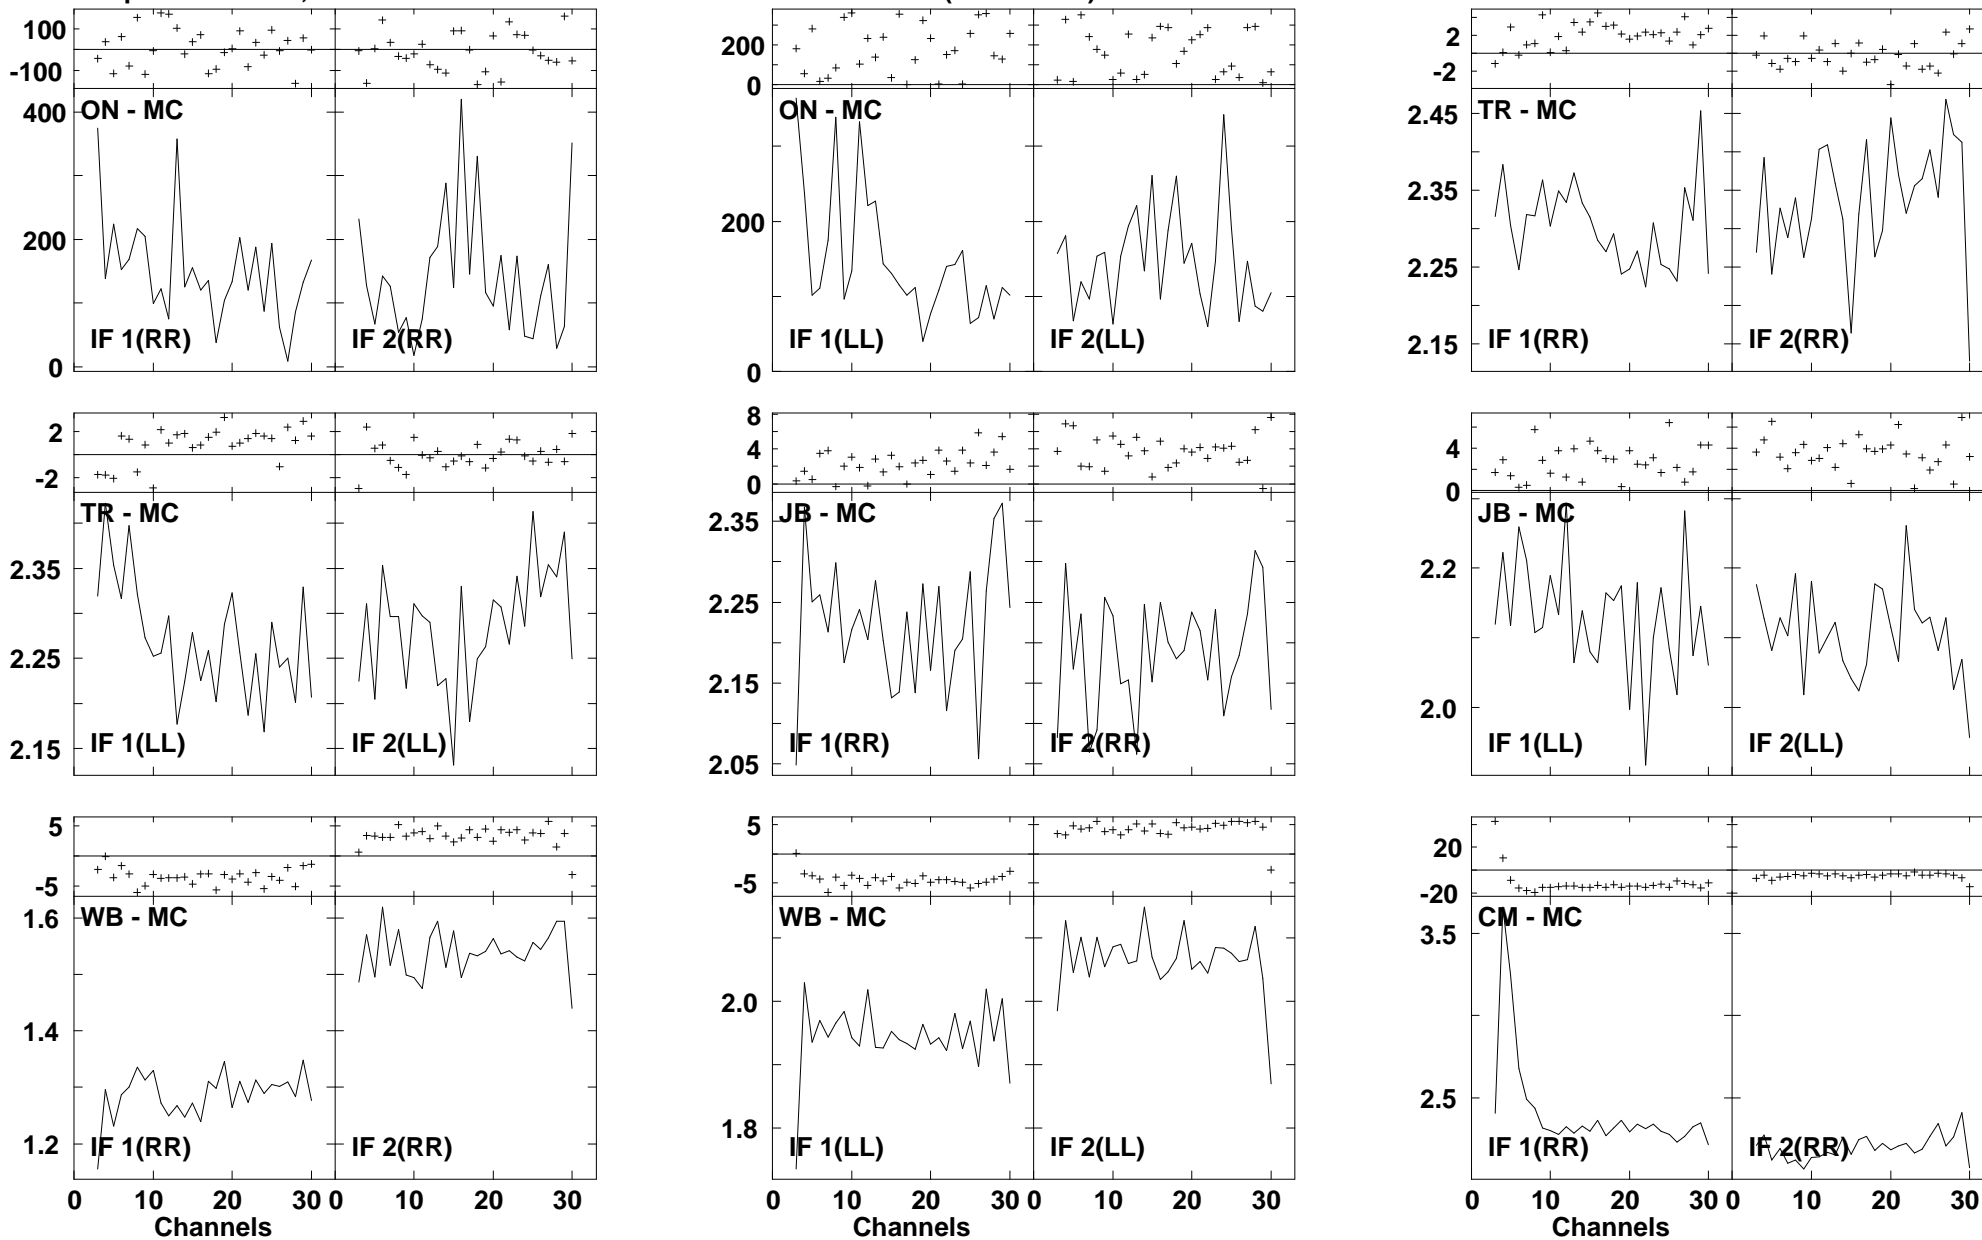 100
-100
400
200
0
ON - MC
IF 1(RR)
IF 2(RR)
200
0
200
0
ON - MC
IF 1(LL)
IF 2(LL)
2
-2
2.45
2.35
2.25
2.15
TR - MC
IF 1(RR)
IF 2(RR)
2
-2
2.35
2.25
2.15
TR - MC
IF 1(LL)
IF 2(LL)
8
4
0
2.35
2.25
2.15
2.05
JB - MC
IF 1(RR)
IF 2(RR)
4
0
2.2
2.0
JB - MC
IF 1(LL)
IF 2(LL)
5
-5
1.6
1.4
1.2
WB - MC
IF 1(RR)
IF 2(RR)
0 10 20 30 0 10 20 30
Channels
5
-5
2.0
1.8
WB - MC
IF 1(LL)
IF 2(LL)
0 10 20 30 0 10 20 30
Channels
20
-20
3.5
2.5
CM - MC
IF 1(RR)
IF 2(RR)
0 10 20 30 0 10 20 30
Channels